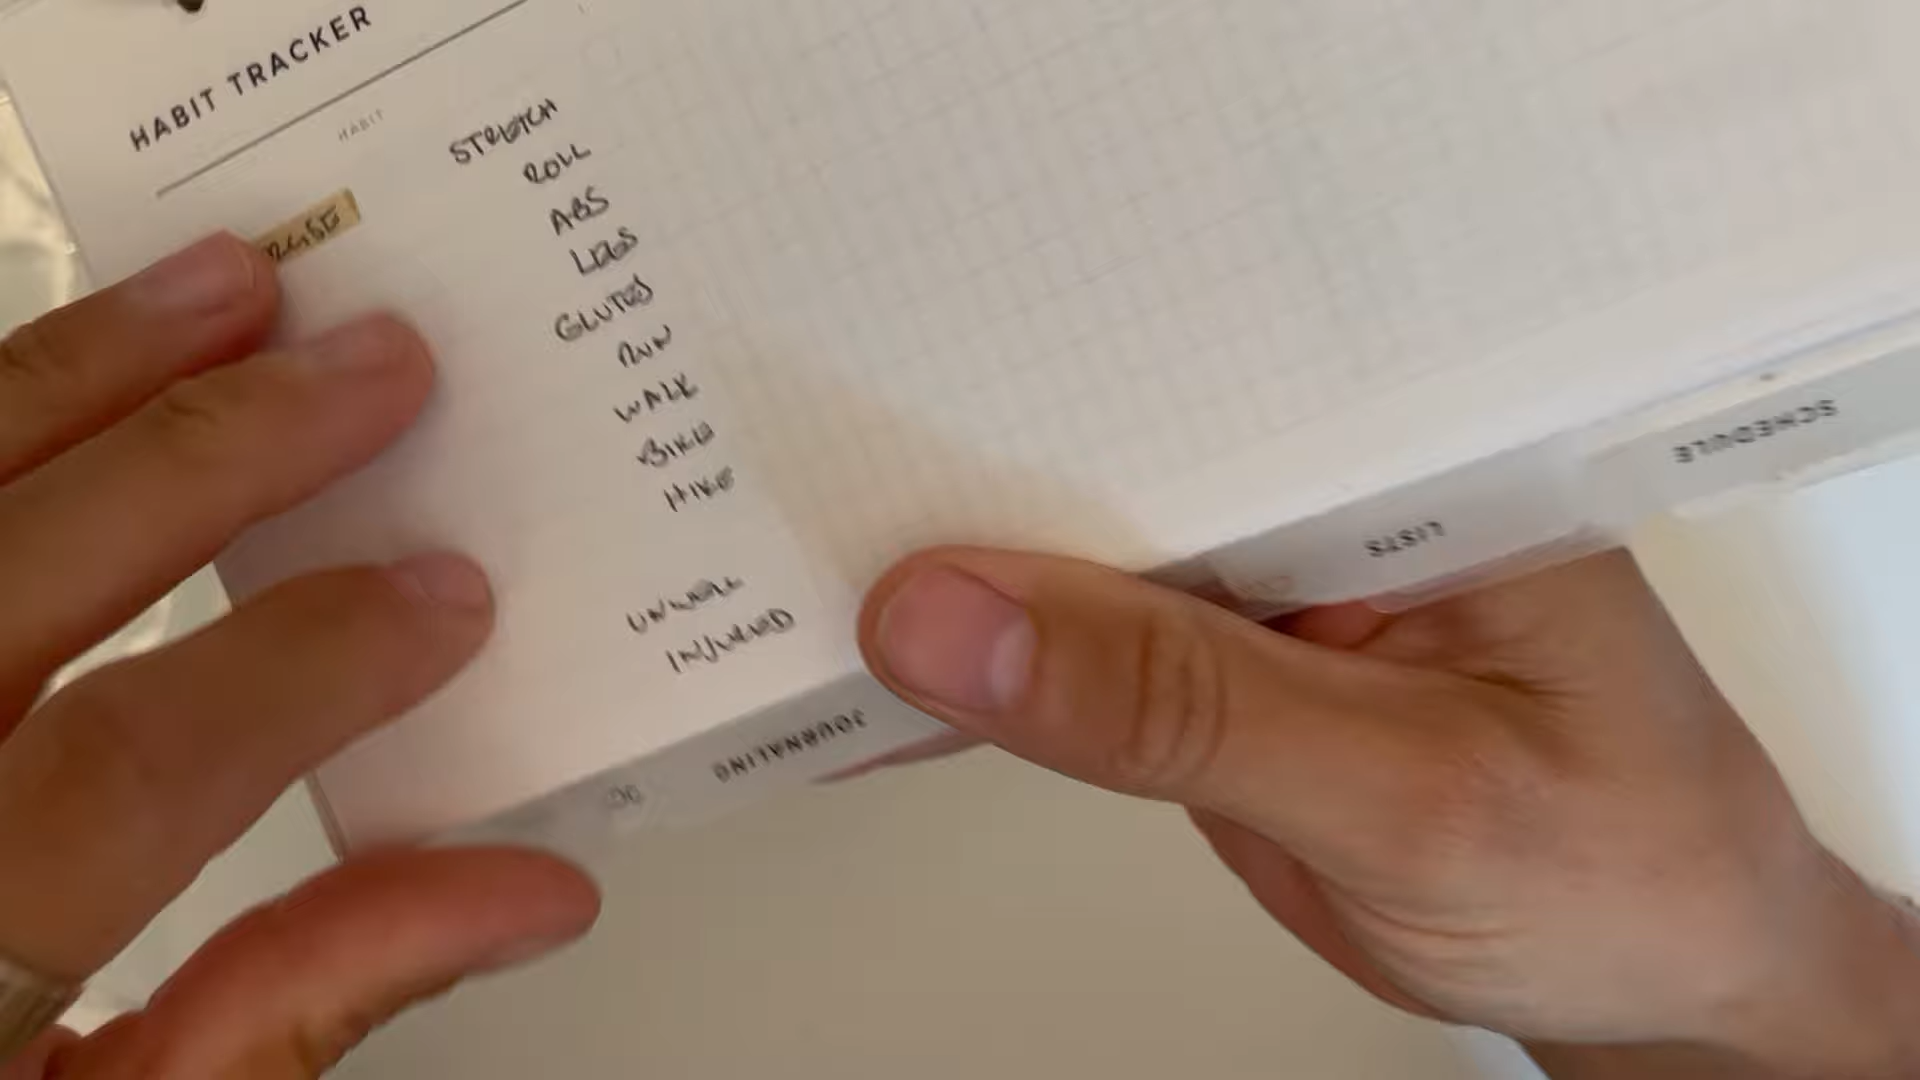 HABIT TRACKER
HABIT
STRETCH
ROLL
ABS
LEGS
GLUTES
RUN
WALK
BIKE
HIKE
UNWELL
INJURED
JOURNALING
LISTS
SCHEDULE